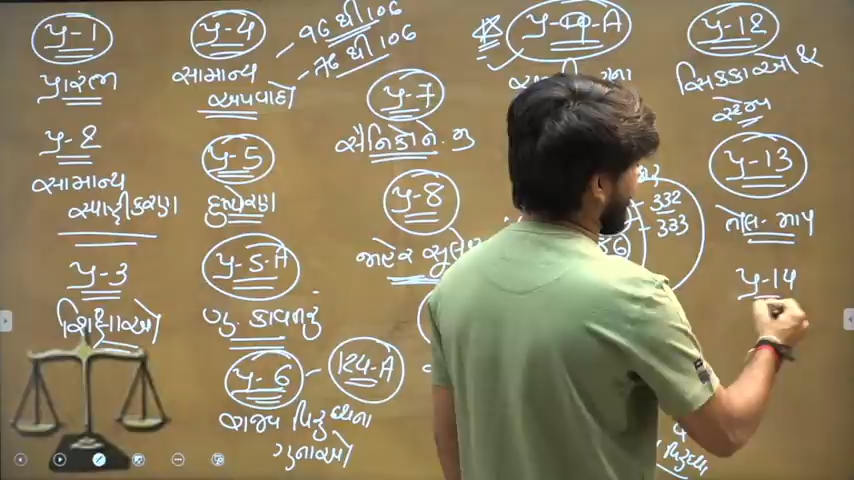 પ્ર-1
પ્રારંભ
પ્ર-2
સામાન્ય
સ્પષ્ટીકરણ
પ્ર-3
શિક્ષાઓ
પ્ર-4
સામાન્ય
અપવાદો
96 થી 106
76 થી 106
પ્ર-5
દુષ્પ્રેરણ
પ્ર-5-A
ગુ. કાવતરું
પ્ર-6
124-A
રાજ્ય વિરુદ્ધના
ગુનાઓ
પ્ર-7
સૈનિકોને
પ્ર-8
જાહેર સુલેહ
332
333
પ્ર-12
સિક્કાઓ &
સ્ટેમ્પ
પ્ર-13
તોલ-માપ
પ્ર-14